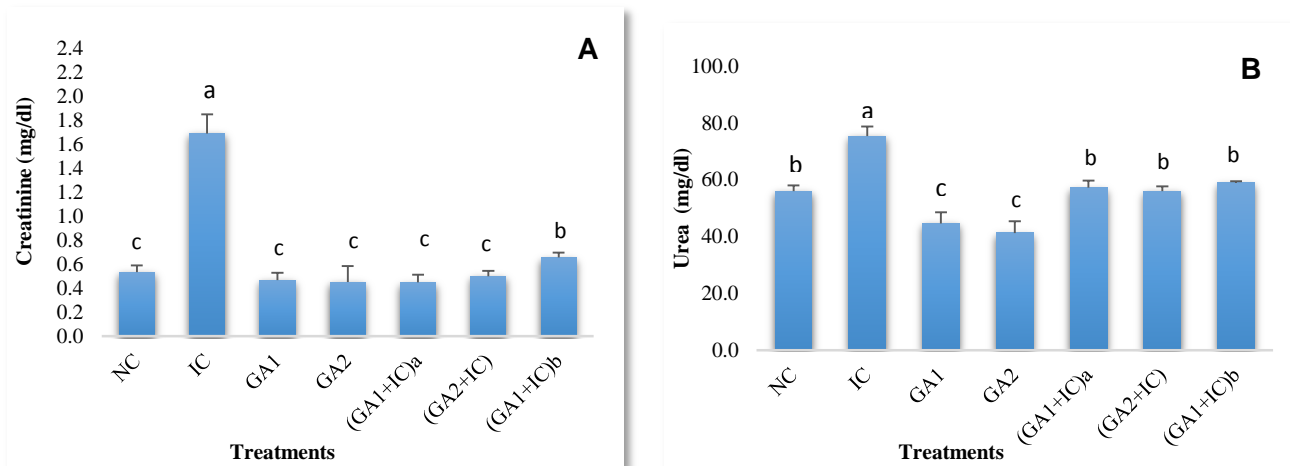 A
Creatinine (mg/dl)
2.4
2.2
2.0
1.8
1.6
1.4
1.2
1.0
0.8
0.6
0.4
0.2
0.0
c
a
c
c
c
c
b
NC
IC
GA1
GA2
(GA1+IC)a
(GA2+IC)
(GA1+IC)b
Treatments
B
Urea (mg/dl)
100.0
80.0
60.0
40.0
20.0
0.0
b
a
c
c
b
b
b
NC
IC
GA1
GA2
(GA1+IC)a
(GA2+IC)
(GA1+IC)b
Treatments